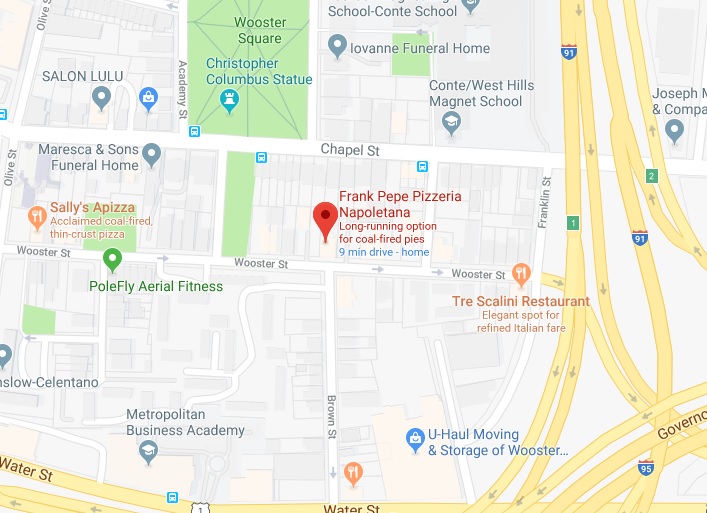 School-Conte School
Olive St
Wooster
Square
Iovanne Funeral Home
91
Christopher
Columbus Statue
SALON LULU
Academy St
Conte/West Hills
Magnet School
Joseph M
& Compa
Maresca & Sons
Funeral Home
Chapel St
Olive St
2
Frank Pepe Pizzeria
Napoletana
Long-running option
for coal-fired pies
9 min drive - home
Franklin St
Sally's Apizza
Acclaimed coal-fired,
thin-crust pizza
1
91
Wooster St
Wooster St
Wooster St
PoleFly Aerial Fitness
Tre Scalini Restaurant
Elegant spot for
refined Italian fare
nslow-Celentano
Brown St
Metropolitan
Business Academy
U-Haul Moving
& Storage of Wooster...
Governo
95
Water St
1
Water St